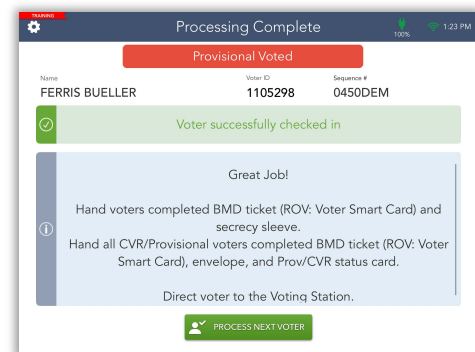 TRAINING
Processing Complete
100%
1:23 PM
Provisional Voted
Name
Voter ID
Sequence #
FERRIS BUELLER
1105298
0450DEM
Voter successfully checked in
Great Job!
Hand voters completed BMD ticket (ROV: Voter Smart Card) and
secrecy sleeve.
Hand all CVR/Provisional voters completed BMD ticket (ROV: Voter
Smart Card), envelope, and Prov/CVR status card.
Direct voter to the Voting Station.
PROCESS NEXT VOTER